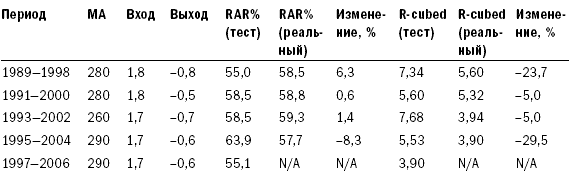 Период MA Вход Выход RAR% RAR% Измене- R-cubed R-cubed Измене-
(тест) (реаль- ние, % (тест) (реаль- ние, %
ный) ный)
1989—1998 280 1,8 –0,8 55,0 58,5 6,3 7,34 5,60 –23,7
1991—2000 280 1,8 –0,5 58,5 58,8 0,6 5,60 5,32 –5,0
1993—2002 260 1,7 –0,7 58,5 59,3 1,4 7,68 3,94 –5,0
1995—2004 290 1,7 –0,6 63,9 57,7 –8,3 5,53 3,90 –29,5
1997—2006 290 1,7 –0,6 55,1 N/A N/A 3,90 N/A N/A